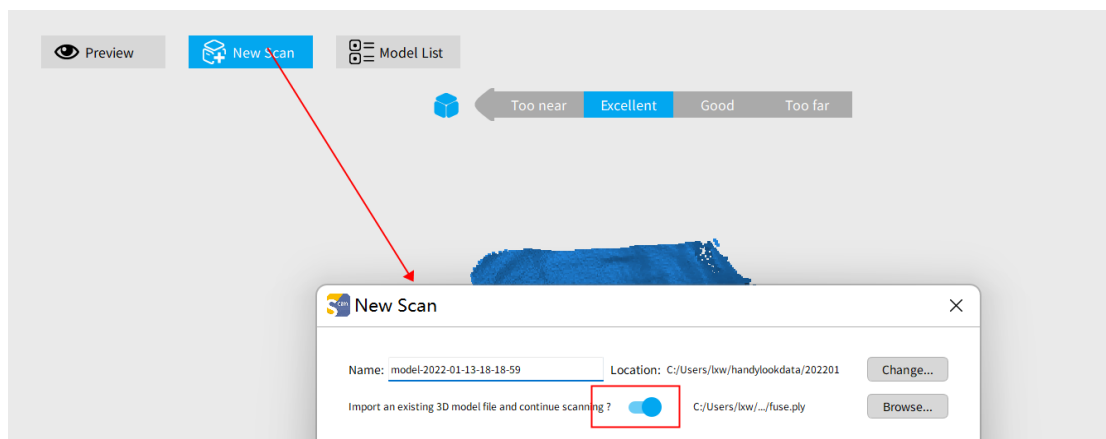 Preview New Scan Model List
Too near Excellent Good Too far
New Scan
Name: model-2022-01-13-18-18-59 Location: C:/Users/lxw/handylookdata/202201 Change...
Import an existing 3D model file and continue scanning ? C:/Users/lxw/.../fuse.ply Browse...